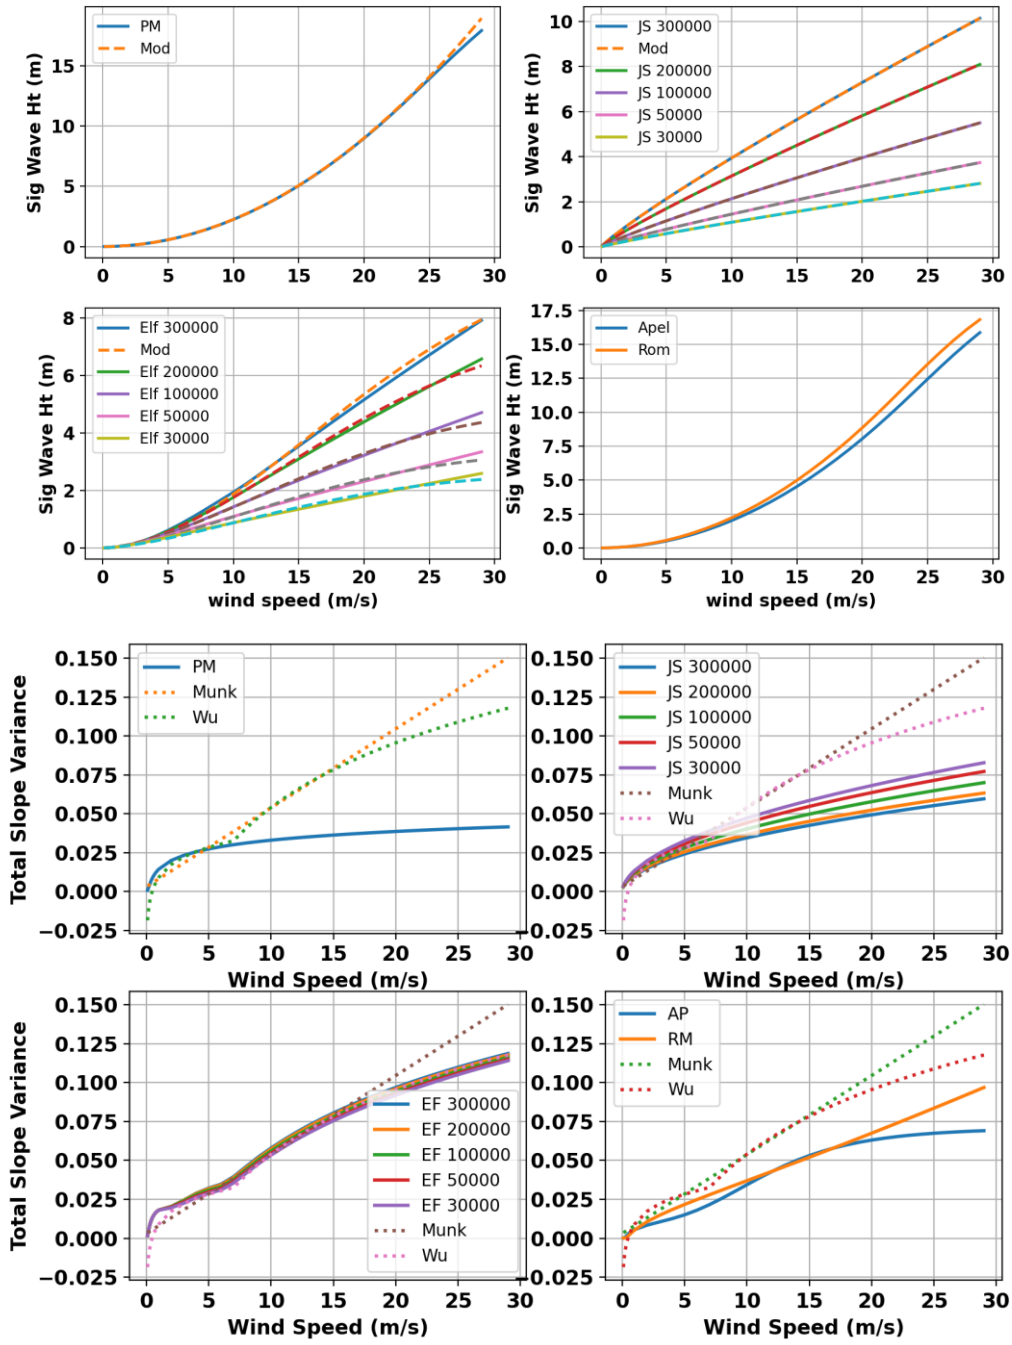 Sig Wave Ht (m)
PM
Mod
15
10
5
0
0 5 10 15 20 25 30
Sig Wave Ht (m)
JS 300000
Mod
JS 200000
JS 100000
JS 50000
JS 30000
10
8
6
4
2
0
0 5 10 15 20 25 30
Sig Wave Ht (m)
Elf 300000
Mod
Elf 200000
Elf 100000
Elf 50000
Elf 30000
8
6
4
2
0
0 5 10 15 20 25 30
wind speed (m/s)
Sig Wave Ht (m)
Apel
Rom
17.5
15.0
12.5
10.0
7.5
5.0
2.5
0.0
0 5 10 15 20 25 30
wind speed (m/s)
Total Slope Variance
PM
Munk
Wu
0.150
0.125
0.100
0.075
0.050
0.025
0.000
−0.025
0 5 10 15 20 25 30
Wind Speed (m/s)
JS 300000
JS 200000
JS 100000
JS 50000
JS 30000
Munk
Wu
0.150
0.125
0.100
0.075
0.050
0.025
0.000
−0.025
0 5 10 15 20 25 30
Wind Speed (m/s)
Total Slope Variance
EF 300000
EF 200000
EF 100000
EF 50000
EF 30000
Munk
Wu
0.150
0.125
0.100
0.075
0.050
0.025
0.000
−0.025
0 5 10 15 20 25 30
Wind Speed (m/s)
AP
RM
Munk
Wu
0.150
0.125
0.100
0.075
0.050
0.025
0.000
−0.025
0 5 10 15 20 25 30
Wind Speed (m/s)